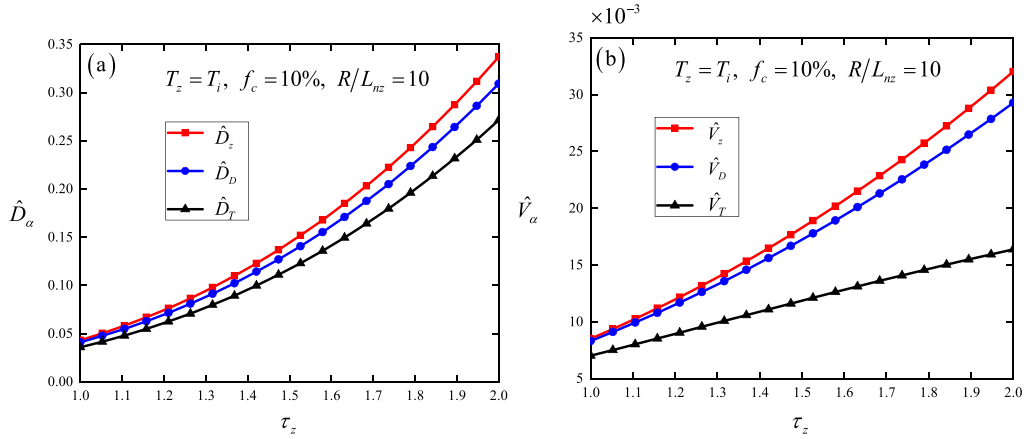 (a)
T_z = T_i, f_c = 10%, R/L_{nz} = 10
D̂_z
D̂_D
D̂_T
D̂_α
0.35
0.30
0.25
0.20
0.15
0.10
0.05
0.00
1.0 1.1 1.2 1.3 1.4 1.5 1.6 1.7 1.8 1.9 2.0
τ_z
×10^{-3}
(b)
T_z = T_i, f_c = 10%, R/L_{nz} = 10
V̂_z
V̂_D
V̂_T
V̂_α
35
30
25
20
15
10
5
1.0 1.1 1.2 1.3 1.4 1.5 1.6 1.7 1.8 1.9 2.0
τ_z